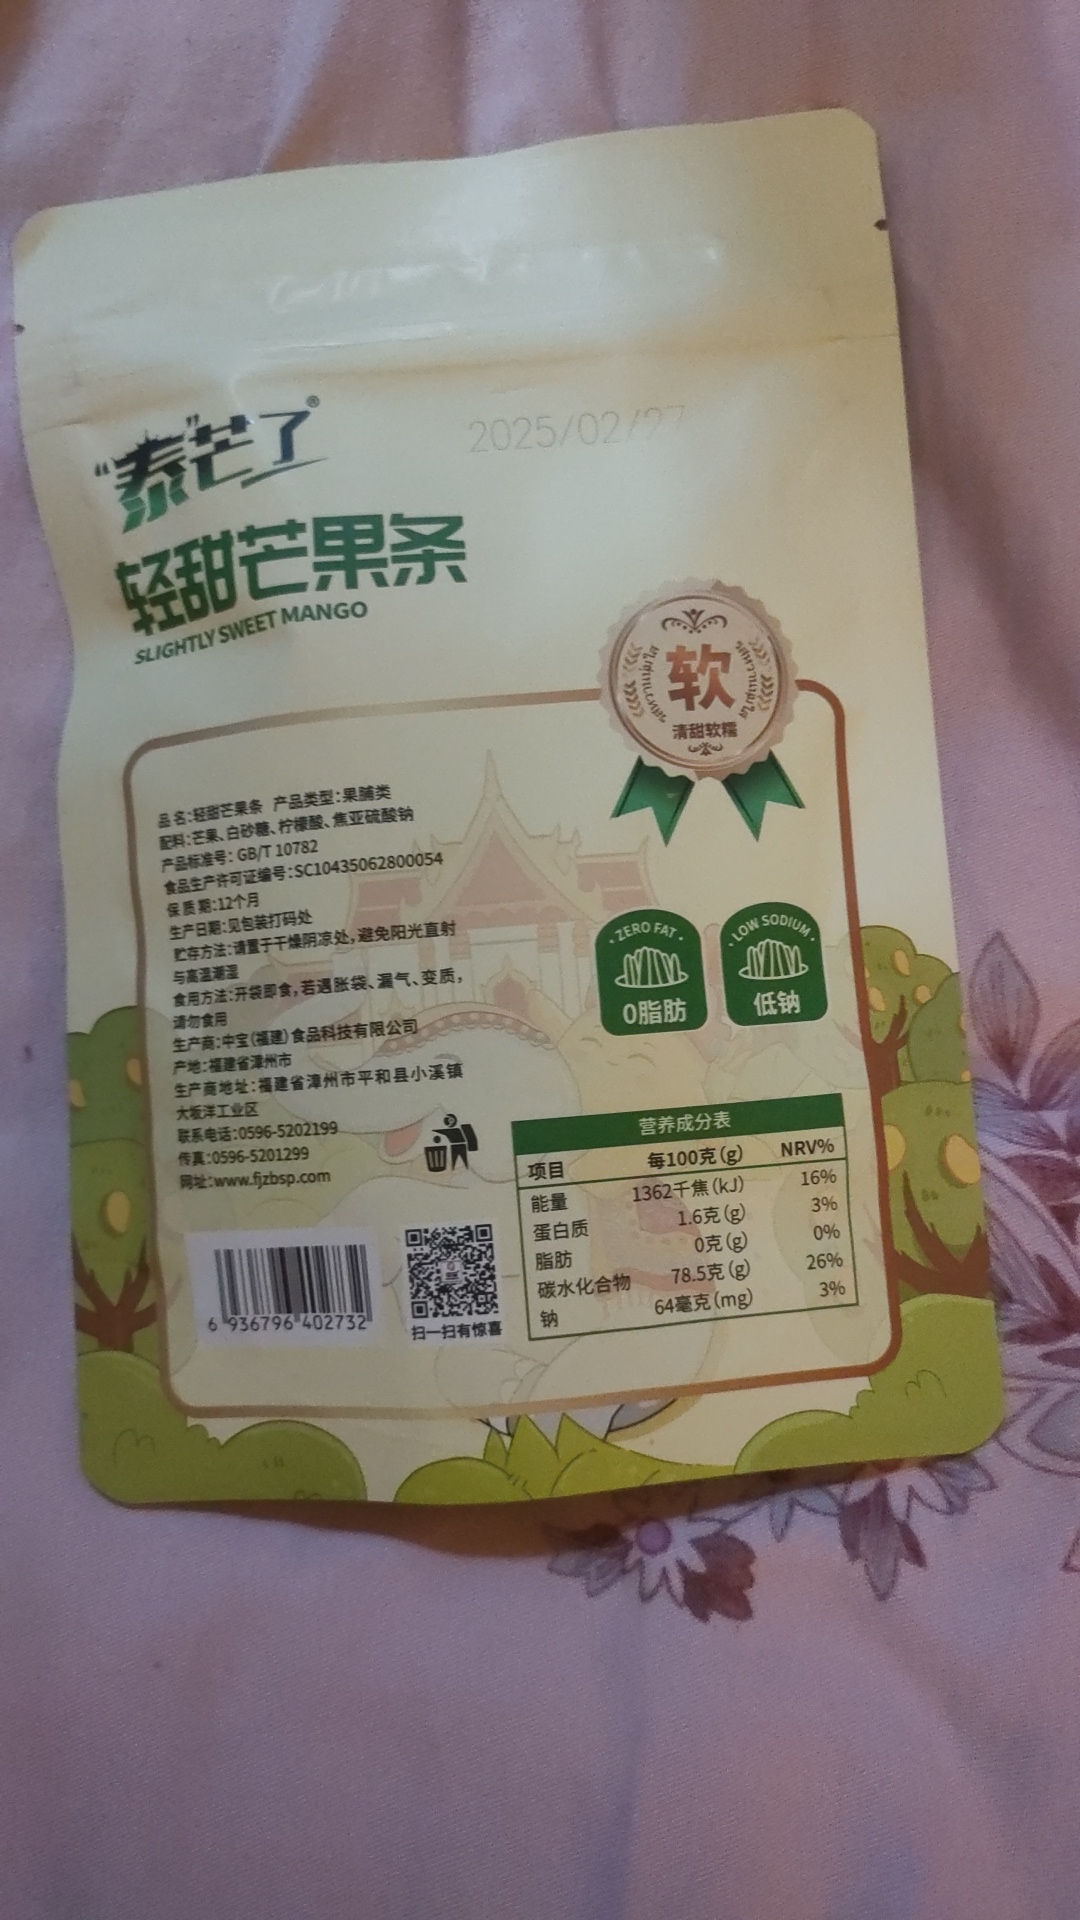 "泰芒了"®
2025/02/27
轻甜芒果条
SLIGHTLY SWEET MANGO
软
清甜软糯
品名:轻甜芒果条 产品类型:果脯类
配料:芒果、白砂糖、柠檬酸、焦亚硫酸钠
产品标准号:GB/T 10782
食品生产许可证编号:SC10435062800054
保质期:12个月
生产日期:见包装打码处
贮存方法:请置于干燥阴凉处,避免阳光直射
与高温潮湿
食用方法:开袋即食,若遇胀袋、漏气、变质,
请勿食用
生产商:中宝(福建)食品科技有限公司
产地:福建省漳州市
生产商地址:福建省漳州市平和县小溪镇
大坂洋工业区
联系电话:0596-5202199
传真:0596-5201299
网址:www.fjzbsp.com
6 936796 402732
扫一扫有惊喜
·ZERO FAT·
0脂肪
·LOW SODIUM·
低钠
营养成分表
项目 每100克(g) NRV%
能量 1362千焦(kJ) 16%
蛋白质 1.6克(g) 3%
脂肪 0克(g) 0%
碳水化合物 78.5克(g) 26%
钠 64毫克(mg) 3%